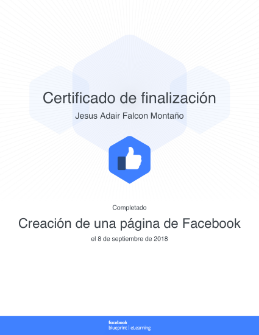 Certificado de finalización
Jesus Adair Falcon Montaño
Completado
Creación de una página de Facebook
el 8 de septiembre de 2018
facebook
blueprint | eLearning